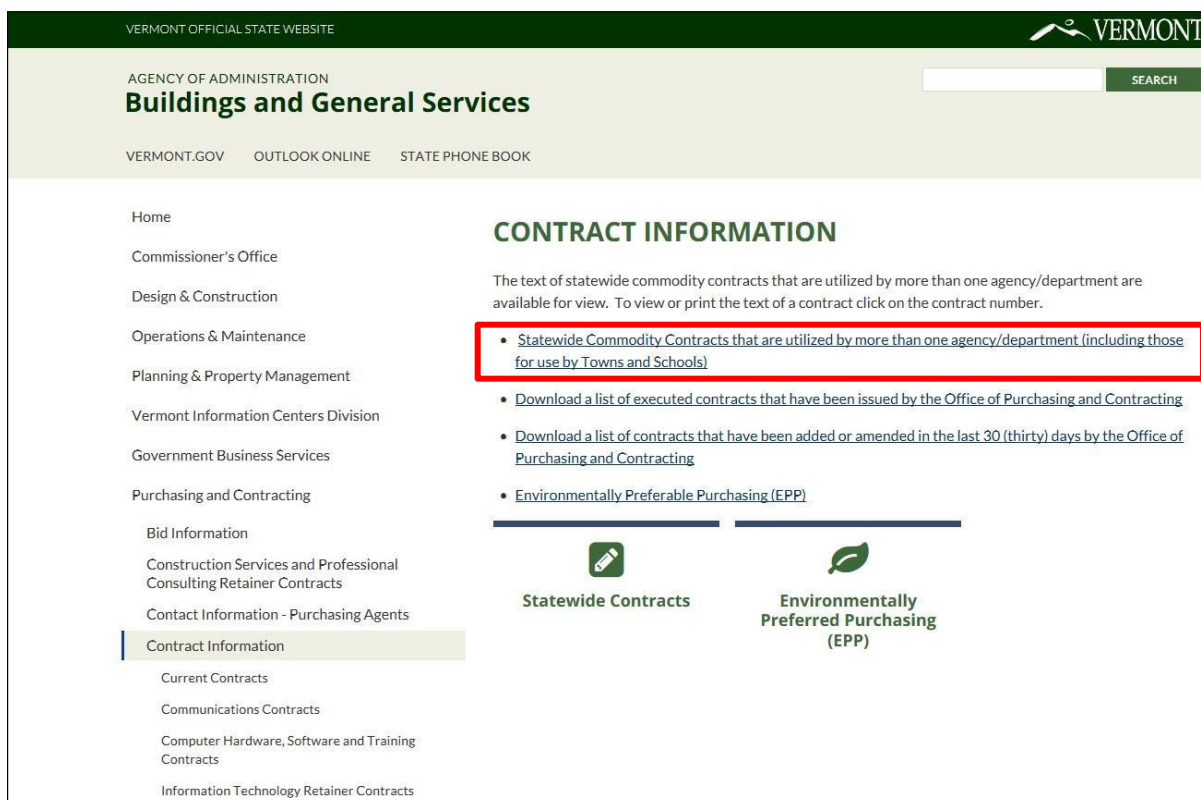 VERMONT OFFICIAL STATE WEBSITE
VERMONT
AGENCY OF ADMINISTRATION
Buildings and General Services
SEARCH
VERMONT.GOV OUTLOOK ONLINE STATE PHONE BOOK
Home
Commissioner's Office
Design & Construction
Operations & Maintenance
Planning & Property Management
Vermont Information Centers Division
Government Business Services
Purchasing and Contracting
Bid Information
Construction Services and Professional
Consulting Retainer Contracts
Contact Information - Purchasing Agents
Contract Information
Current Contracts
Communications Contracts
Computer Hardware, Software and Training
Contracts
Information Technology Retainer Contracts
CONTRACT INFORMATION
The text of statewide commodity contracts that are utilized by more than one agency/department are
available for view. To view or print the text of a contract click on the contract number.
• Statewide Commodity Contracts that are utilized by more than one agency/department (including those
for use by Towns and Schools)
• Download a list of executed contracts that have been issued by the Office of Purchasing and Contracting
• Download a list of contracts that have been added or amended in the last 30 (thirty) days by the Office of
Purchasing and Contracting
• Environmentally Preferable Purchasing (EPP)
Statewide Contracts
Environmentally
Preferred Purchasing
(EPP)